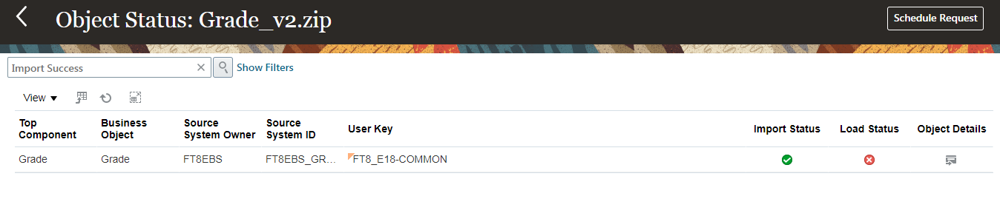 Object Status: Grade_v2.zip
Schedule Request
Import Success
Show Filters
View
Top Component Business Object Source System Owner Source System ID User Key Import Status Load Status Object Details
Grade Grade FT8EBS FT8EBS_GR... FT8_E18-COMMON